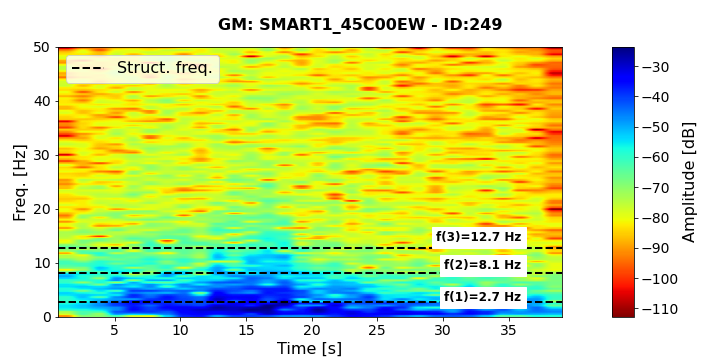 GM: SMART1_45C00EW - ID:249
50
40
30
20
10
0
Freq. [Hz]
Struct. freq.
f(3)=12.7 Hz
f(2)=8.1 Hz
f(1)=2.7 Hz
5 10 15 20 25 30 35
Time [s]
−30
−40
−50
−60
−70
−80
−90
−100
−110
Amplitude [dB]